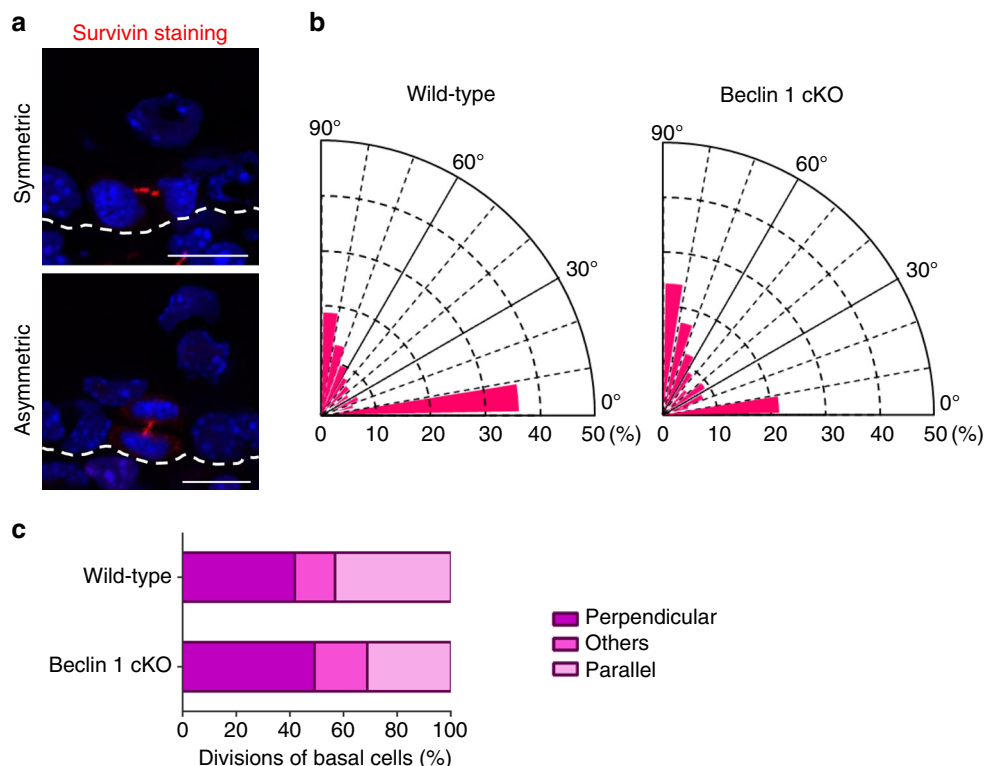 a
Survivin staining
Symmetric
Asymmetric
b
Wild-type
90°
60°
30°
0°
0 10 20 30 40 50 (%)
Beclin 1 cKO
90°
60°
30°
0°
0 10 20 30 40 50 (%)
c
Wild-type
Beclin 1 cKO
0 20 40 60 80 100
Divisions of basal cells (%)
Perpendicular
Others
Parallel